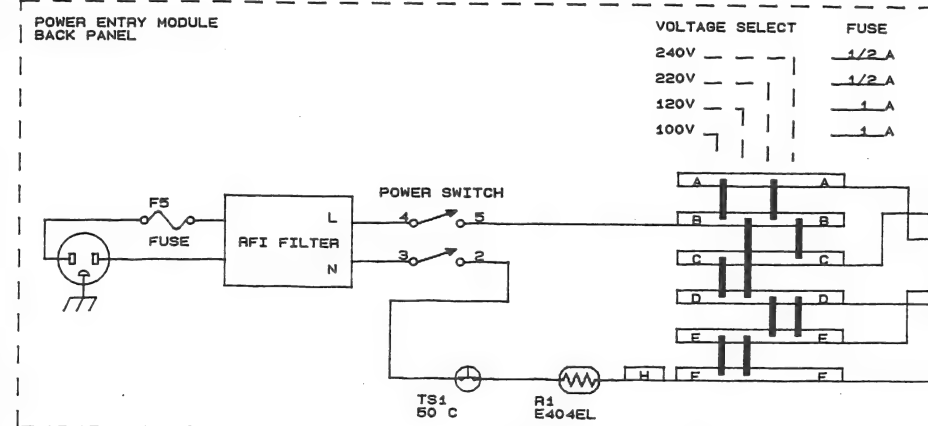 POWER ENTRY MODULE
BACK PANEL
VOLTAGE SELECT FUSE
240V 1/2 A
220V 1/2 A
120V 1 A
100V 1 A
A A
F5 POWER SWITCH
L 4 5 B B
FUSE RFI FILTER
N 3 2 C C
D D
E E
H F F
TS1 R1
50 C E404EL